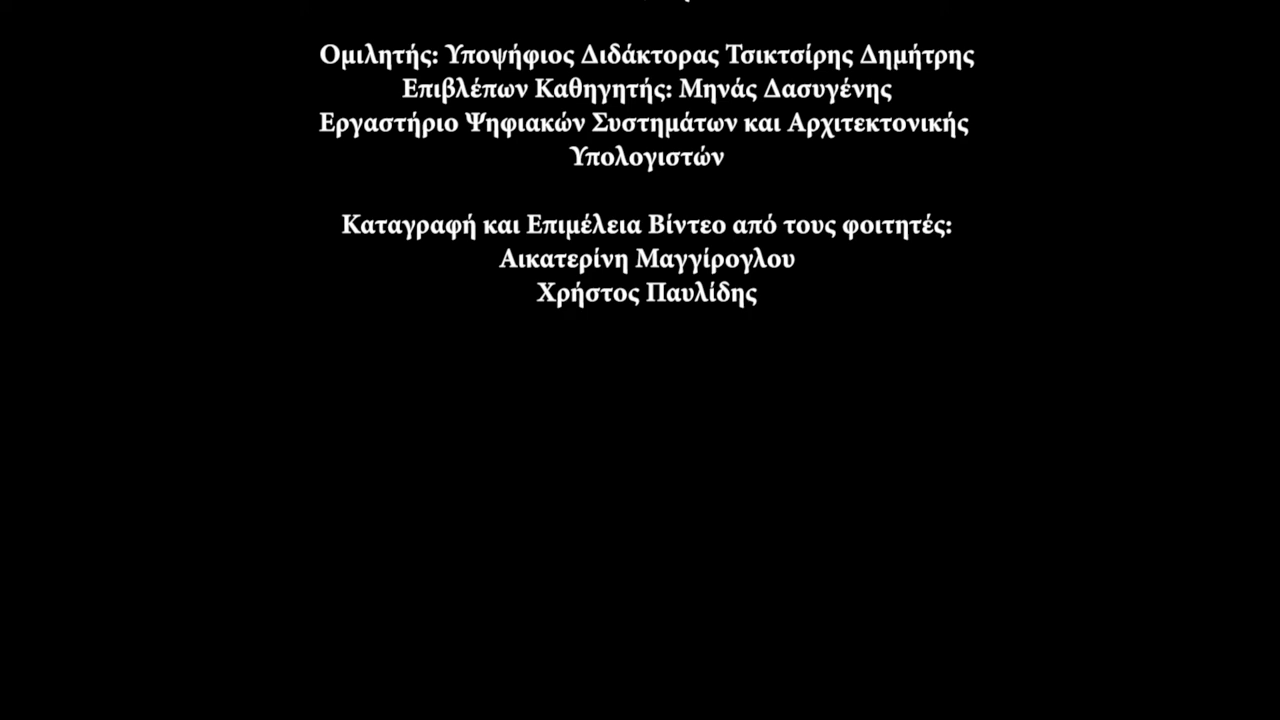 Ομιλητής: Υποψήφιος Διδάκτορας Τσικτσίρης Δημήτρης
Επιβλέπων Καθηγητής: Μηνάς Δασυγένης
Εργαστήριο Ψηφιακών Συστημάτων και Αρχιτεκτονικής
Υπολογιστών
Καταγραφή και Επιμέλεια Βίντεο από τους φοιτητές:
Αικατερίνη Μαγγίρογλου
Χρήστος Παυλίδης